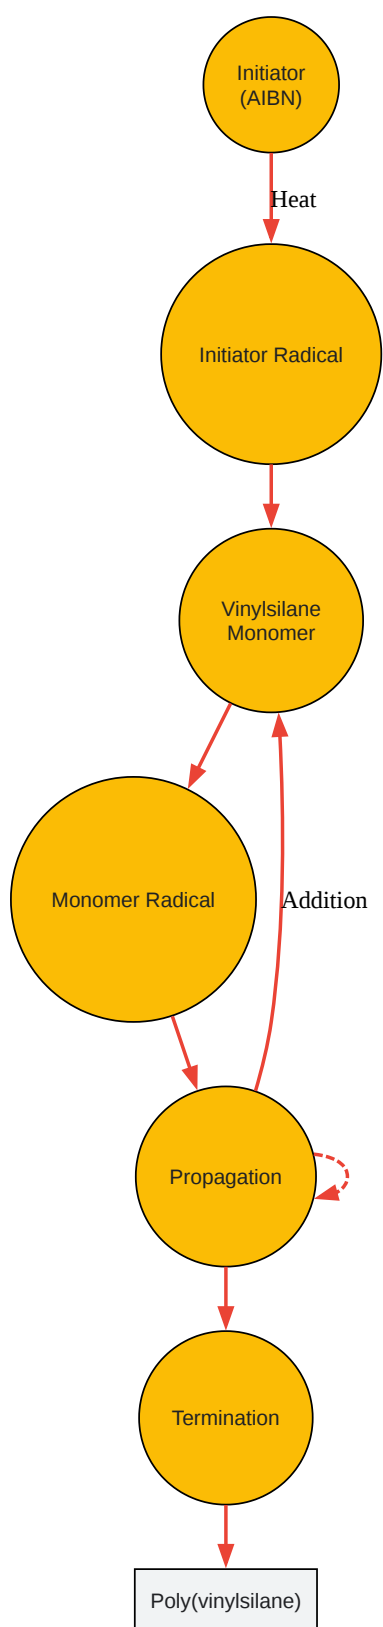 Initiator
(AIBN)
Heat
Initiator Radical
Vinylsilane
Monomer
Monomer Radical
Addition
Propagation
Termination
Poly(vinylsilane)